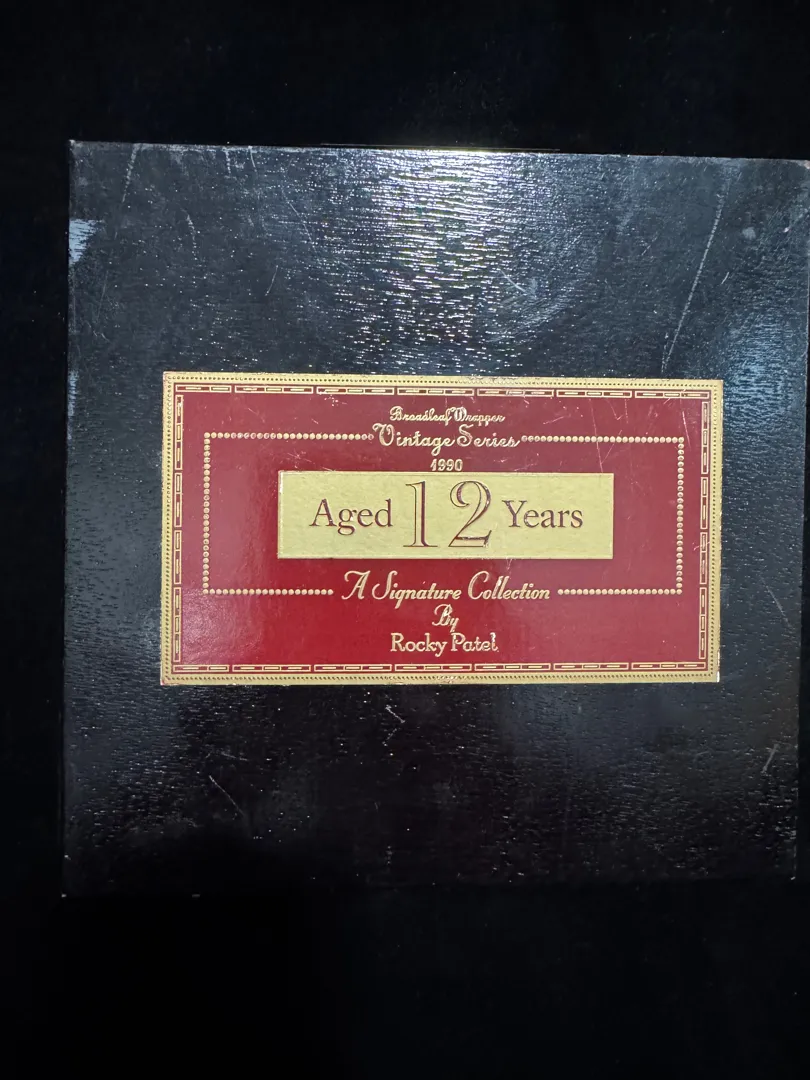 Broadleaf Wrapper
Vintage Series
1990
Aged 12 Years
A Signature Collection
By
Rocky Patel